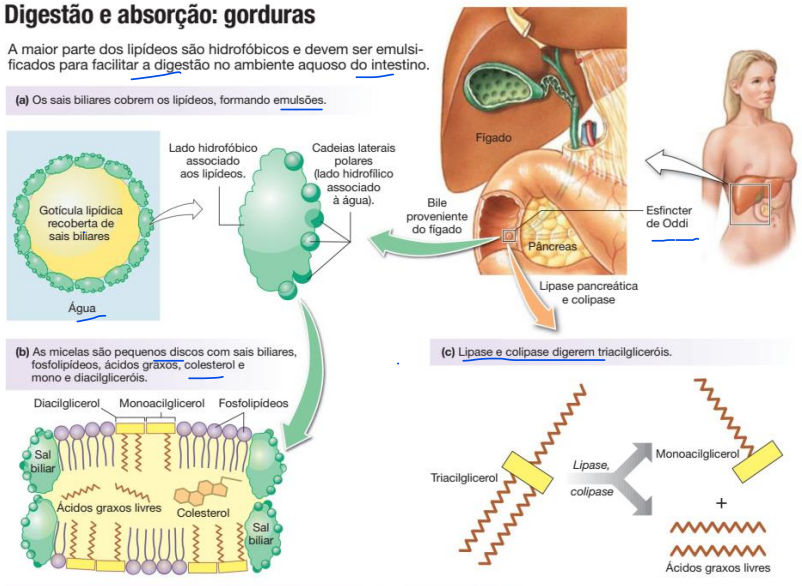 Digestão e absorção: gorduras
A maior parte dos lipídeos são hidrofóbicos e devem ser emulsi-
ficados para facilitar a digestão no ambiente aquoso do intestino.
(a) Os sais biliares cobrem os lipídeos, formando emulsões.
Lado hidrofóbico
associado
aos lipídeos.
Cadeias laterais
polares
(lado hidrofílico
associado
à água).
Gotícula lipídica
recoberta de
sais biliares
Água
Fígado
Bile
proveniente
do fígado
Pâncreas
Esfincter
de Oddi
Lipase pancreática
e colipase
(b) As micelas são pequenos discos com sais biliares,
fosfolipídeos, ácidos graxos, colesterol e
mono e diacilgliceróis.
Diacilglicerol Monoacilglicerol Fosfolipídeos
Sal
biliar
Ácidos graxos livres
Colesterol
Sal
biliar
(c) Lipase e colipase digerem triacilgliceróis.
Triacilglicerol
Lipase,
colipase
Monoacilglicerol
+
Ácidos graxos livres